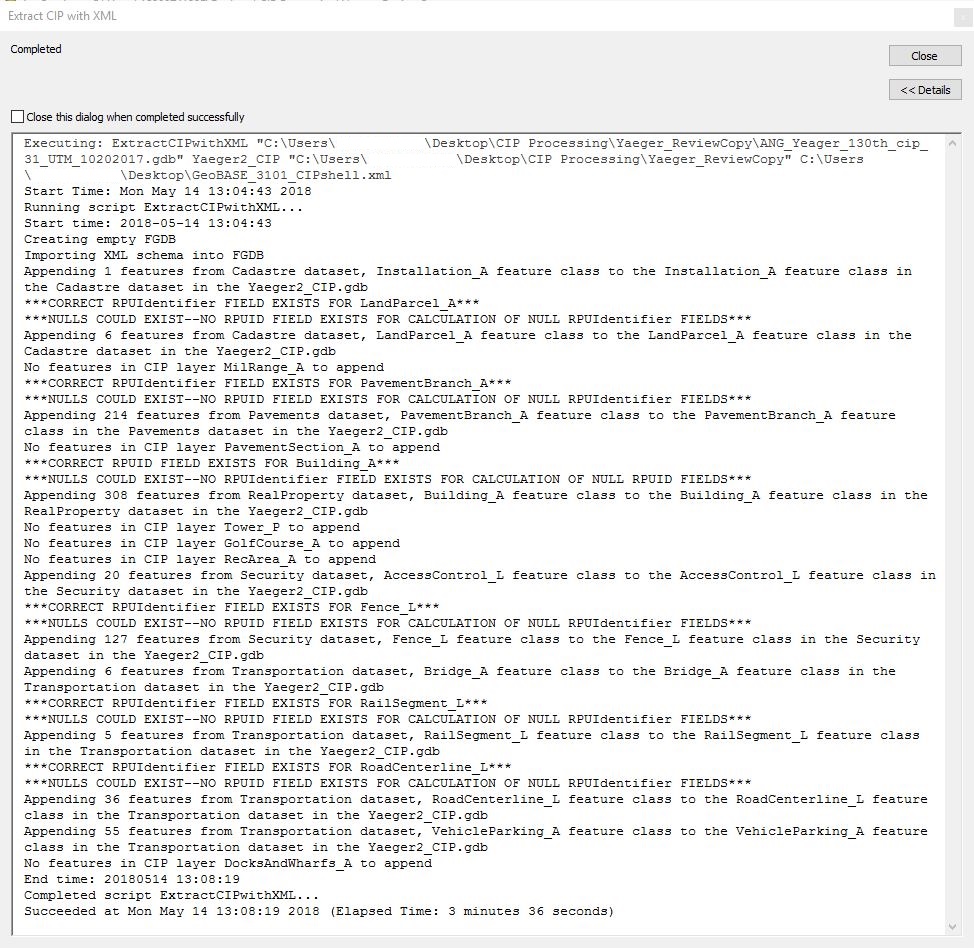 Extract CIP with XML
Completed
Close
<< Details
Close this dialog when completed successfully
Executing: ExtractCIPwithXML "C:\Users\ \Desktop\CIP Processing\Yaeger_ReviewCopy\ANG_Yeager_130th_cip_
31_UTM_10202017.gdb" Yaeger2_CIP "C:\Users\ \Desktop\CIP Processing\Yaeger_ReviewCopy" C:\Users
\ \Desktop\GeoBASE_3101_CIPshell.xml
Start Time: Mon May 14 13:04:43 2018
Running script ExtractCIPwithXML...
Start time: 2018-05-14 13:04:43
Creating empty FGDB
Importing XML schema into FGDB
Appending 1 features from Cadastre dataset, Installation_A feature class to the Installation_A feature class in
the Cadastre dataset in the Yaeger2_CIP.gdb
***CORRECT RPUIdentifier FIELD EXISTS FOR LandParcel_A***
***NULLS COULD EXIST--NO RPUID FIELD EXISTS FOR CALCULATION OF NULL RPUIdentifier FIELDS***
Appending 6 features from Cadastre dataset, LandParcel_A feature class to the LandParcel_A feature class in the
Cadastre dataset in the Yaeger2_CIP.gdb
No features in CIP layer MilRange_A to append
***CORRECT RPUIdentifier FIELD EXISTS FOR PavementBranch_A***
***NULLS COULD EXIST--NO RPUID FIELD EXISTS FOR CALCULATION OF NULL RPUIdentifier FIELDS***
Appending 214 features from Pavements dataset, PavementBranch_A feature class to the PavementBranch_A feature
class in the Pavements dataset in the Yaeger2_CIP.gdb
No features in CIP layer PavementSection_A to append
***CORRECT RPUID FIELD EXISTS FOR Building_A***
***NULLS COULD EXIST--NO RPUIdentifier FIELD EXISTS FOR CALCULATION OF NULL RPUID FIELDS***
Appending 308 features from RealProperty dataset, Building_A feature class to the Building_A feature class in the
RealProperty dataset in the Yaeger2_CIP.gdb
No features in CIP layer Tower_P to append
No features in CIP layer GolfCourse_A to append
No features in CIP layer RecArea_A to append
Appending 20 features from Security dataset, AccessControl_L feature class to the AccessControl_L feature class in
the Security dataset in the Yaeger2_CIP.gdb
***CORRECT RPUIdentifier FIELD EXISTS FOR Fence_L***
***NULLS COULD EXIST--NO RPUID FIELD EXISTS FOR CALCULATION OF NULL RPUIdentifier FIELDS***
Appending 127 features from Security dataset, Fence_L feature class to the Fence_L feature class in the Security
dataset in the Yaeger2_CIP.gdb
Appending 6 features from Transportation dataset, Bridge_A feature class to the Bridge_A feature class in the
Transportation dataset in the Yaeger2_CIP.gdb
***CORRECT RPUIdentifier FIELD EXISTS FOR RailSegment_L***
***NULLS COULD EXIST--NO RPUID FIELD EXISTS FOR CALCULATION OF NULL RPUIdentifier FIELDS***
Appending 5 features from Transportation dataset, RailSegment_L feature class to the RailSegment_L feature class
in the Transportation dataset in the Yaeger2_CIP.gdb
***CORRECT RPUIdentifier FIELD EXISTS FOR RoadCenterline_L***
***NULLS COULD EXIST--NO RPUID FIELD EXISTS FOR CALCULATION OF NULL RPUIdentifier FIELDS***
Appending 36 features from Transportation dataset, RoadCenterline_L feature class to the RoadCenterline_L feature
class in the Transportation dataset in the Yaeger2_CIP.gdb
Appending 55 features from Transportation dataset, VehicleParking_A feature class to the VehicleParking_A feature
class in the Transportation dataset in the Yaeger2_CIP.gdb
No features in CIP layer DocksAndWharfs_A to append
End time: 20180514 13:08:19
Completed script ExtractCIPwithXML...
Succeeded at Mon May 14 13:08:19 2018 (Elapsed Time: 3 minutes 36 seconds)